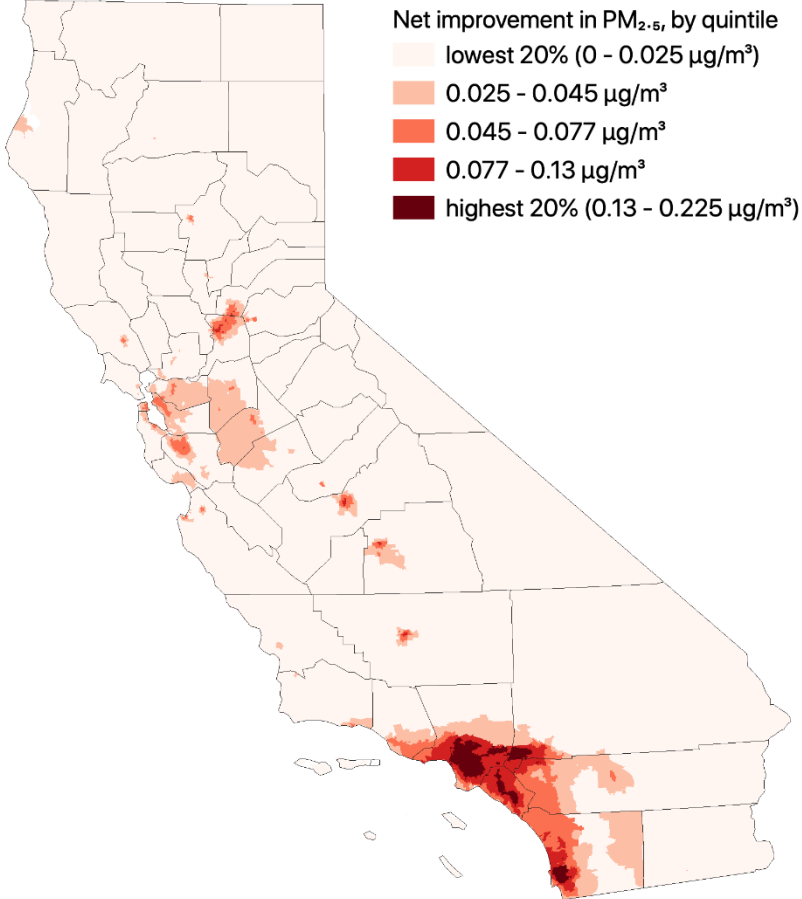 Net improvement in PM₂.₅, by quintile
lowest 20% (0 - 0.025 µg/m³)
0.025 - 0.045 µg/m³
0.045 - 0.077 µg/m³
0.077 - 0.13 µg/m³
highest 20% (0.13 - 0.225 µg/m³)